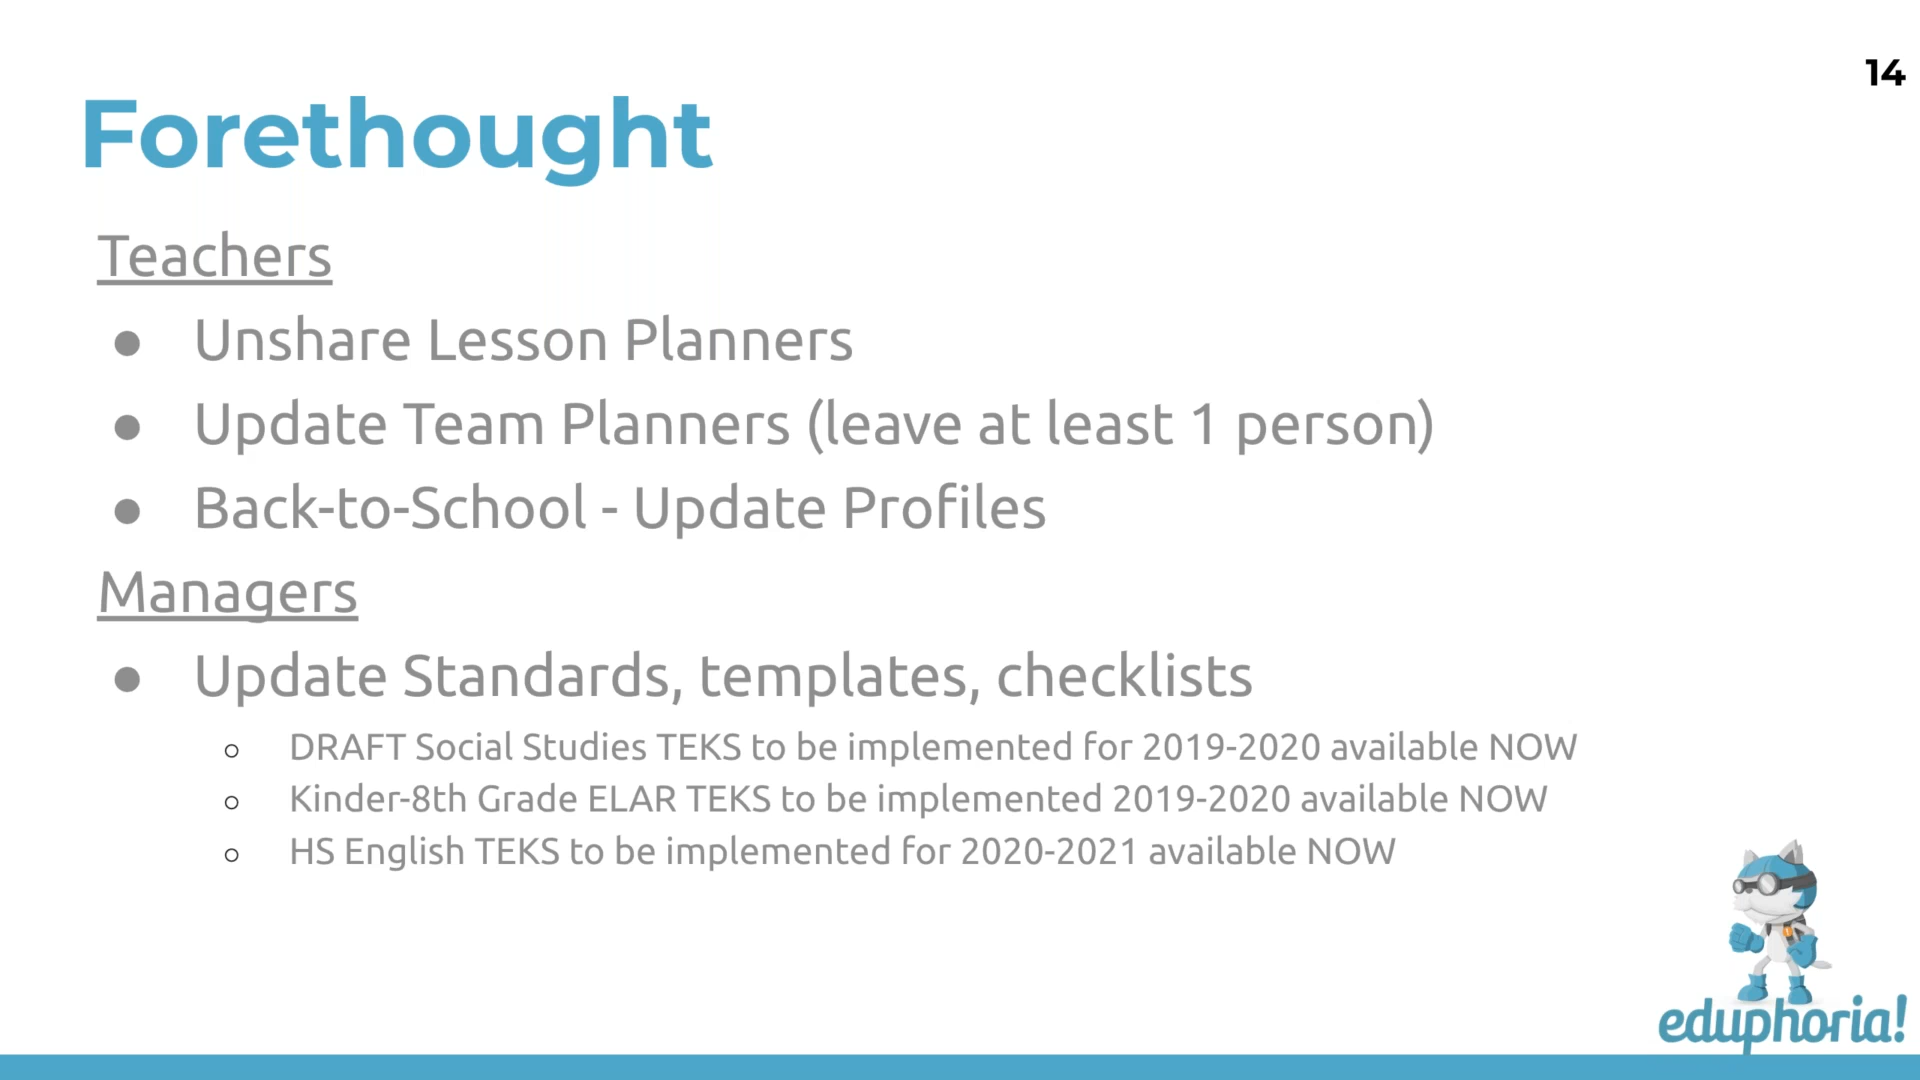 14
Forethought
Teachers
● Unshare Lesson Planners
● Update Team Planners (leave at least 1 person)
● Back-to-School - Update Profiles
Managers
● Update Standards, templates, checklists
○ DRAFT Social Studies TEKS to be implemented for 2019-2020 available NOW
○ Kinder-8th Grade ELAR TEKS to be implemented 2019-2020 available NOW
○ HS English TEKS to be implemented for 2020-2021 available NOW
eduphoria!